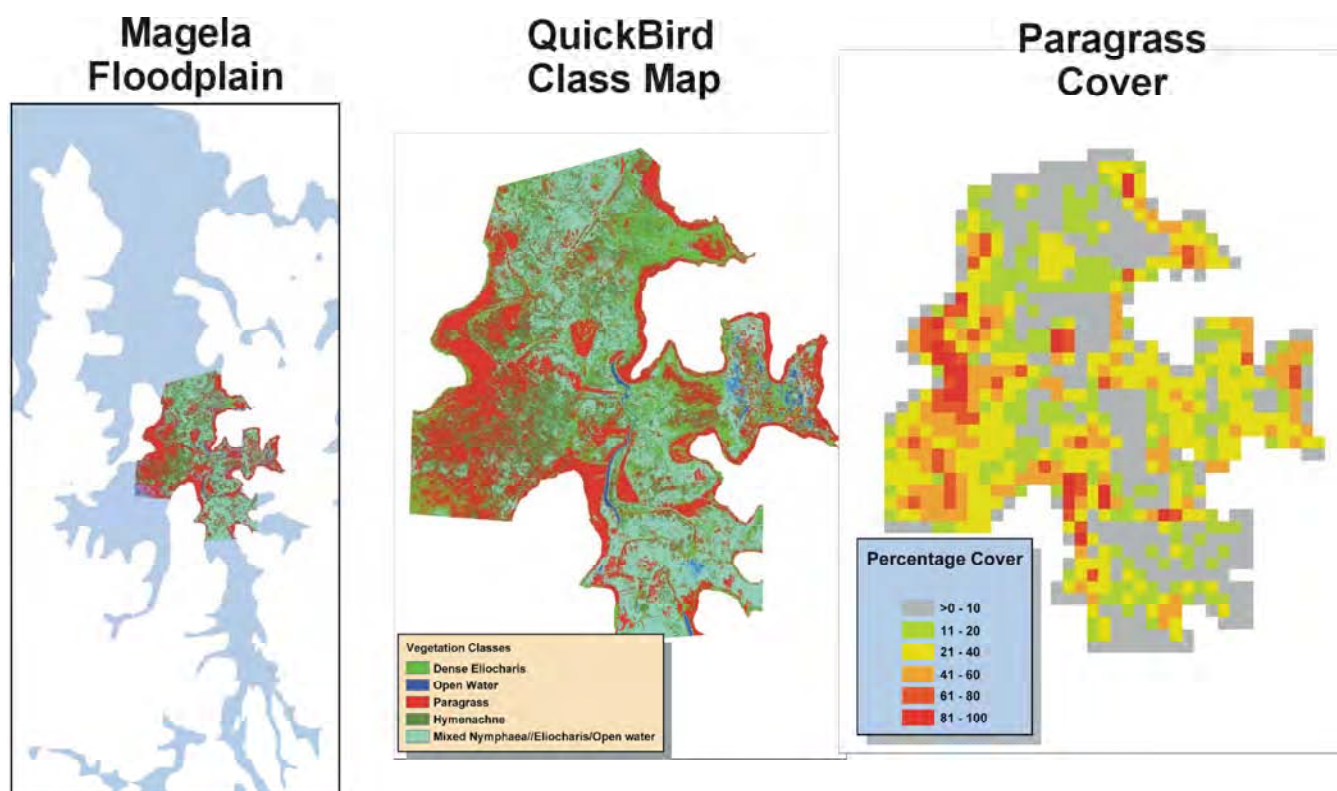 Magela
Floodplain
QuickBird
Class Map
Paragrass
Cover
Vegetation Classes
Dense Eliocharis
Open Water
Paragrass
Hymenachne
Mixed Nymphaea//Eliocharis/Open water
Percentage Cover
>0 - 10
11 - 20
21 - 40
41 - 60
61 - 80
81 - 100